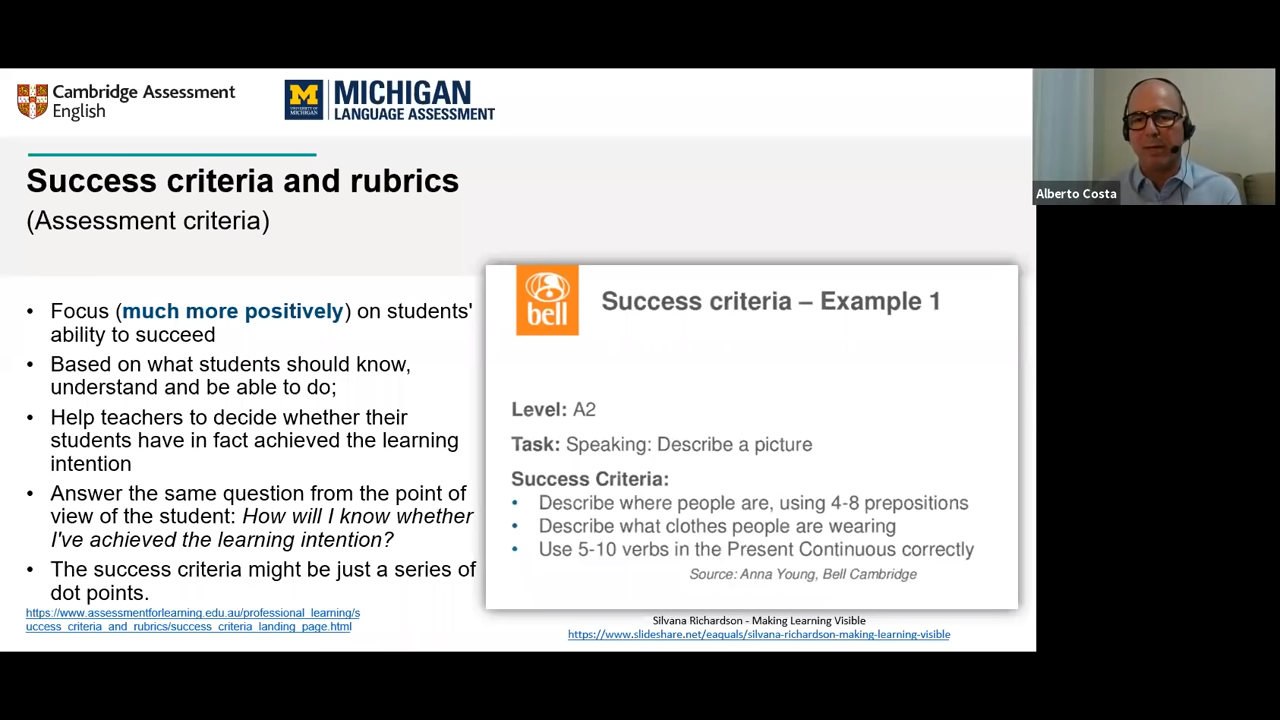 Cambridge Assessment
English
M
UNIVERSITY OF
MICHIGAN
MICHIGAN
LANGUAGE ASSESSMENT
Alberto Costa
Success criteria and rubrics
(Assessment criteria)
• Focus (much more positively) on students'
ability to succeed
• Based on what students should know,
understand and be able to do;
• Help teachers to decide whether their
students have in fact achieved the learning
intention
• Answer the same question from the point of
view of the student: How will I know whether
I've achieved the learning intention?
• The success criteria might be just a series of
dot points.
https://www.assessmentforlearning.edu.au/professional_learning/s
uccess_criteria_and_rubrics/success_criteria_landing_page.html
bell
Success criteria – Example 1
Level: A2
Task: Speaking: Describe a picture
Success Criteria:
• Describe where people are, using 4-8 prepositions
• Describe what clothes people are wearing
• Use 5-10 verbs in the Present Continuous correctly
Source: Anna Young, Bell Cambridge
Silvana Richardson - Making Learning Visible
https://www.slideshare.net/eaquals/silvana-richardson-making-learning-visible